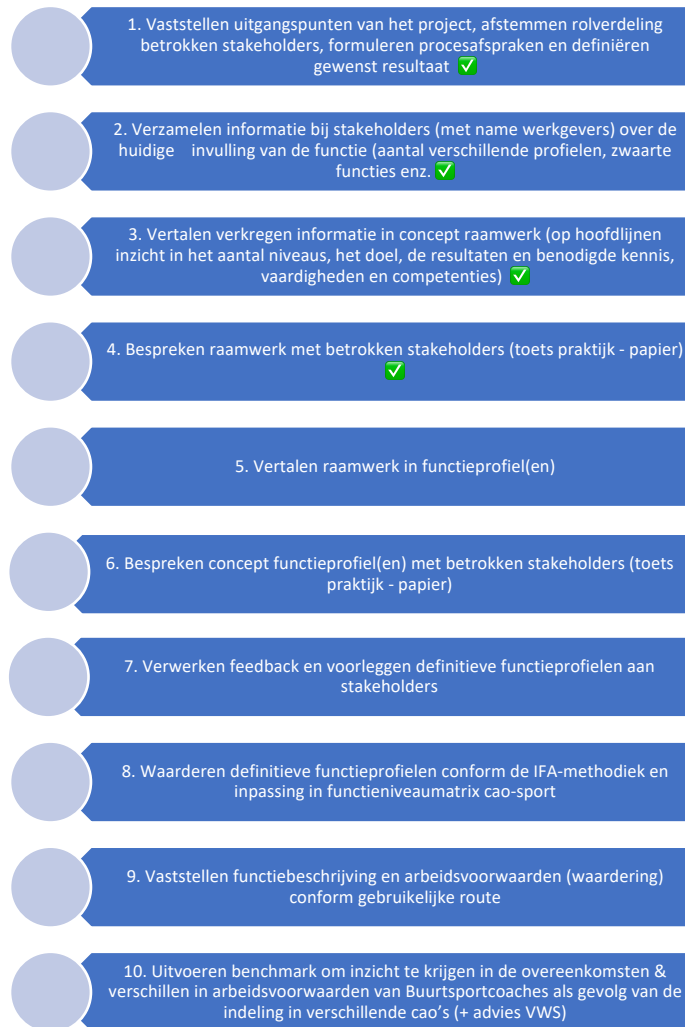 1. Vaststellen uitgangspunten van het project, afstemmen rolverdeling
betrokken stakeholders, formuleren procesafspraken en definiëren
gewenst resultaat ✅
2. Verzamelen informatie bij stakeholders (met name werkgevers) over de
huidige invulling van de functie (aantal verschillende profielen, zwaarte
functies enz. ✅
3. Vertalen verkregen informatie in concept raamwerk (op hoofdlijnen
inzicht in het aantal niveaus, het doel, de resultaten en benodigde kennis,
vaardigheden en competenties) ✅
4. Bespreken raamwerk met betrokken stakeholders (toets praktijk - papier)
✅
5. Vertalen raamwerk in functieprofiel(en)
6. Bespreken concept functieprofiel(en) met betrokken stakeholders (toets
praktijk - papier)
7. Verwerken feedback en voorleggen definitieve functieprofielen aan
stakeholders
8. Waarderen definitieve functieprofielen conform de IFA-methodiek en
inpassing in functieniveaumatrix cao-sport
9. Vaststellen functiebeschrijving en arbeidsvoorwaarden (waardering)
conform gebruikelijke route
10. Uitvoeren benchmark om inzicht te krijgen in de overeenkomsten &
verschillen in arbeidsvoorwaarden van Buurtsportcoaches als gevolg van de
indeling in verschillende cao's (+ advies VWS)